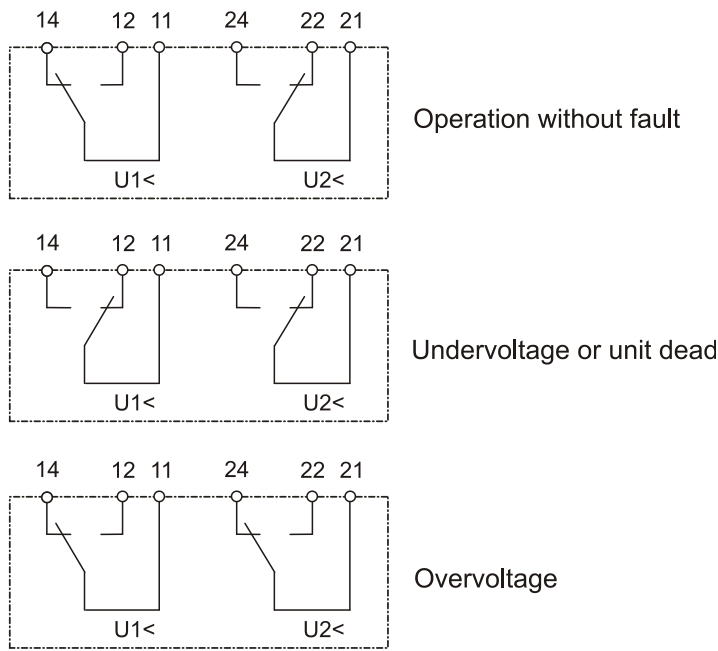 14 12 11 24 22 21
Operation without fault
U1< U2<
14 12 11 24 22 21
Undervoltage or unit dead
U1< U2<
14 12 11 24 22 21
Overvoltage
U1< U2<